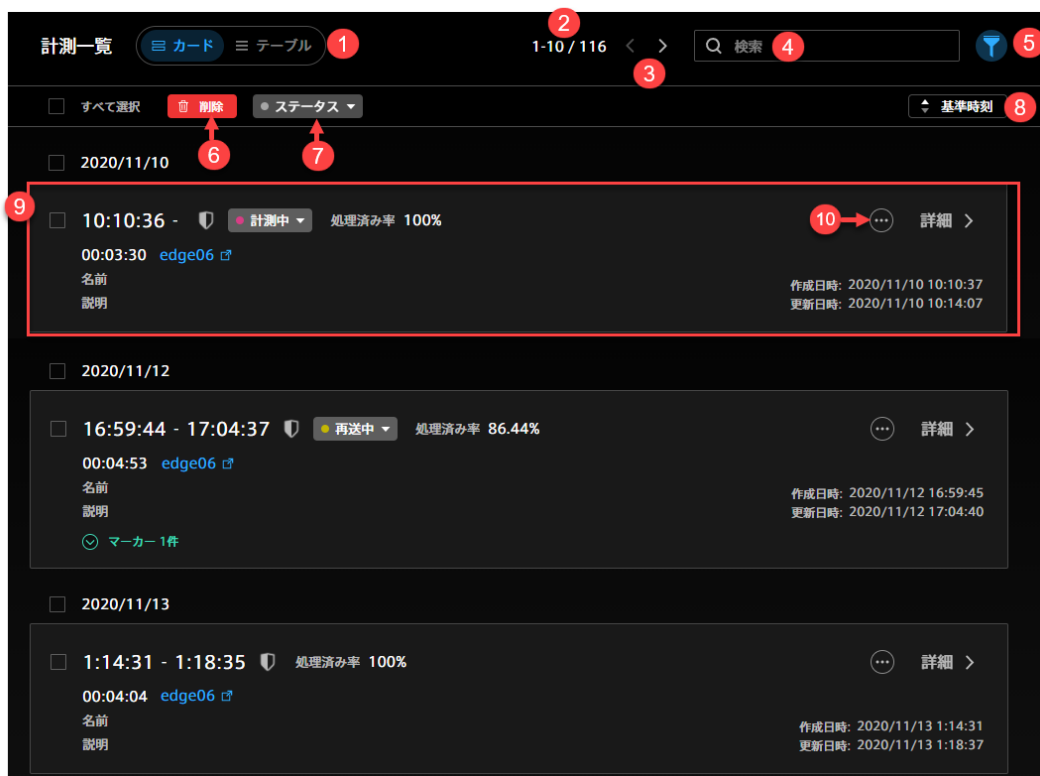 計測一覧 カード テーブル 1 2 1-10 / 116 3 検索 4 5
すべて選択 削除 ステータス 基準時刻 8
6 7
2020/11/10
9
10:10:36 - 計測中 処理済み率 100% 10 詳細
00:03:30 edge06
名前
説明
作成日時: 2020/11/10 10:10:37
更新日時: 2020/11/10 10:14:07
2020/11/12
16:59:44 - 17:04:37 再送中 処理済み率 86.44% 詳細
00:04:53 edge06
名前
説明
作成日時: 2020/11/12 16:59:45
更新日時: 2020/11/12 17:04:40
マーカー 1件
2020/11/13
1:14:31 - 1:18:35 処理済み率 100% 詳細
00:04:04 edge06
名前
説明
作成日時: 2020/11/13 1:14:31
更新日時: 2020/11/13 1:18:37